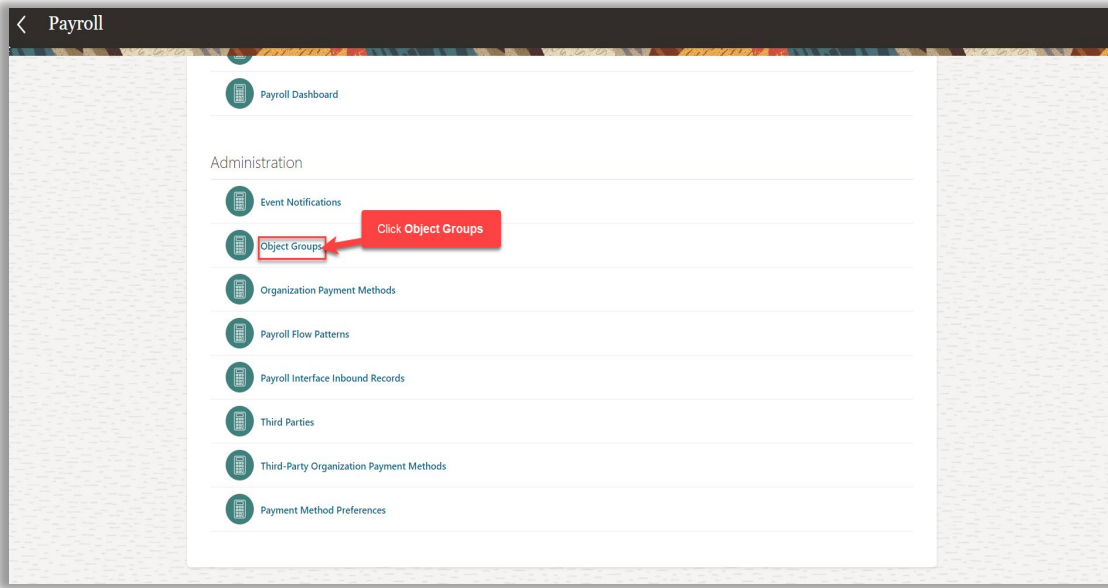 Payroll
Payroll Dashboard
Administration
Event Notifications
Click Object Groups
Object Groups
Organization Payment Methods
Payroll Flow Patterns
Payroll Interface Inbound Records
Third Parties
Third-Party Organization Payment Methods
Payment Method Preferences